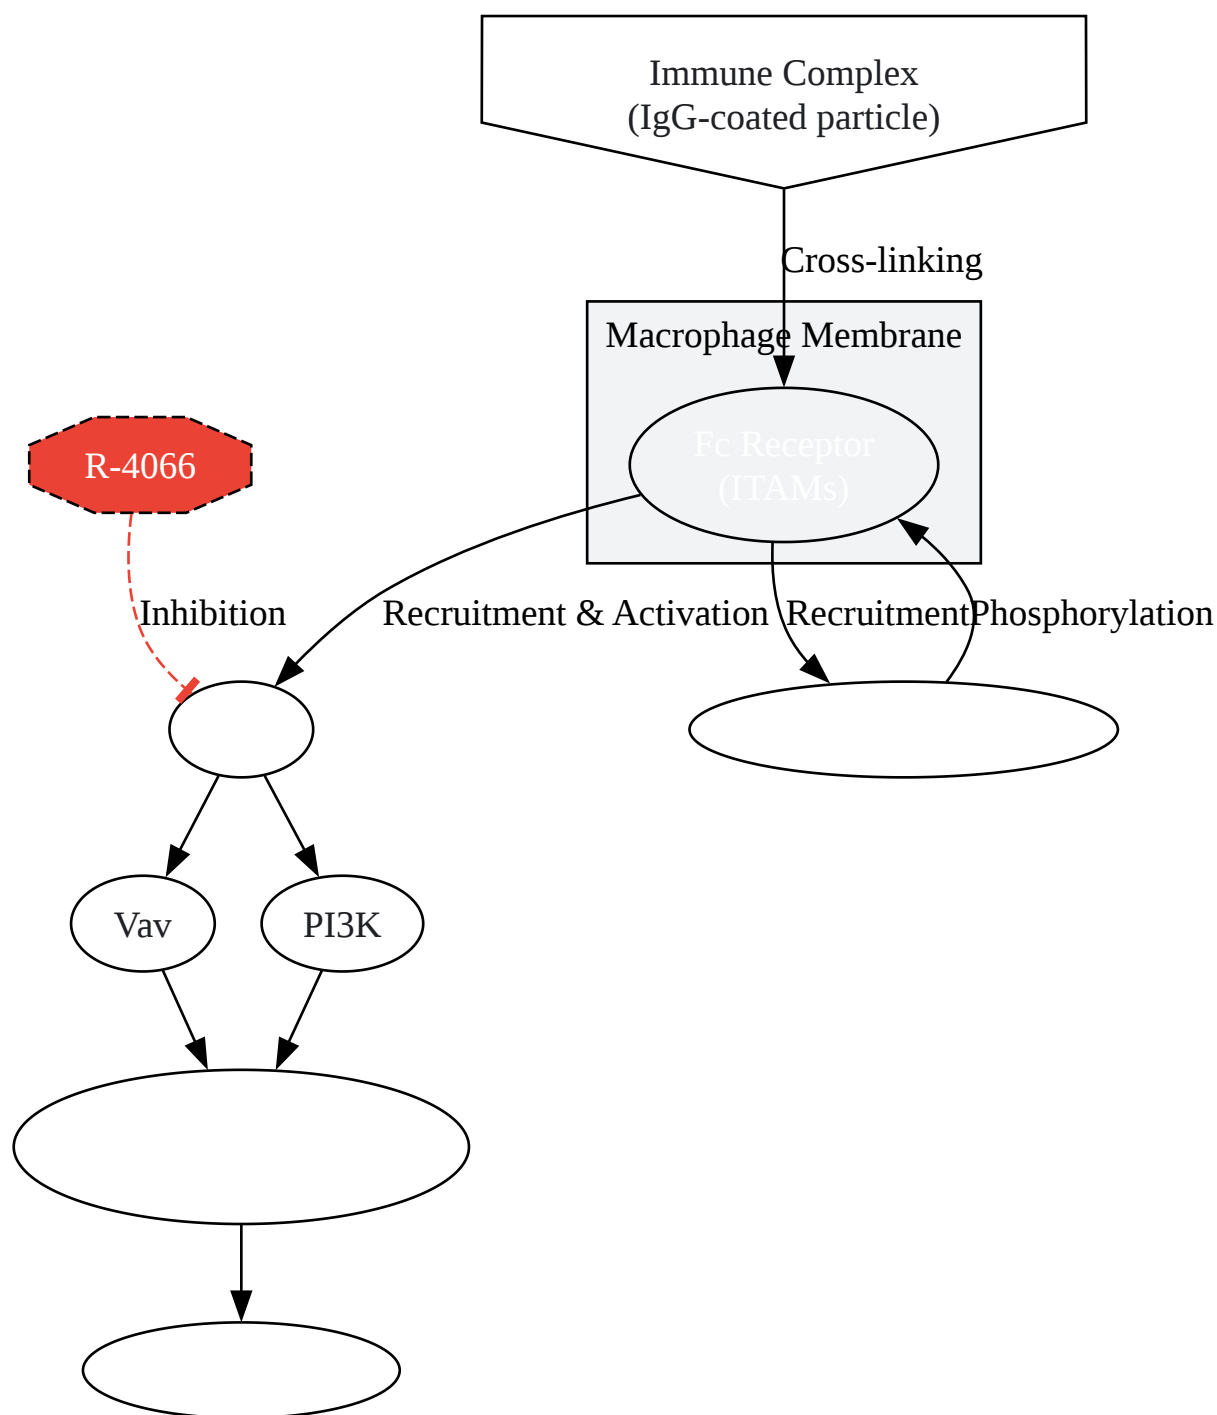 Immune Complex
(IgG-coated particle)
Cross-linking
Macrophage Membrane
Fc Receptor
(ITAMs)
R-4066
Inhibition
Recruitment & Activation
Recruitment
Phosphorylation
Vav
PI3K